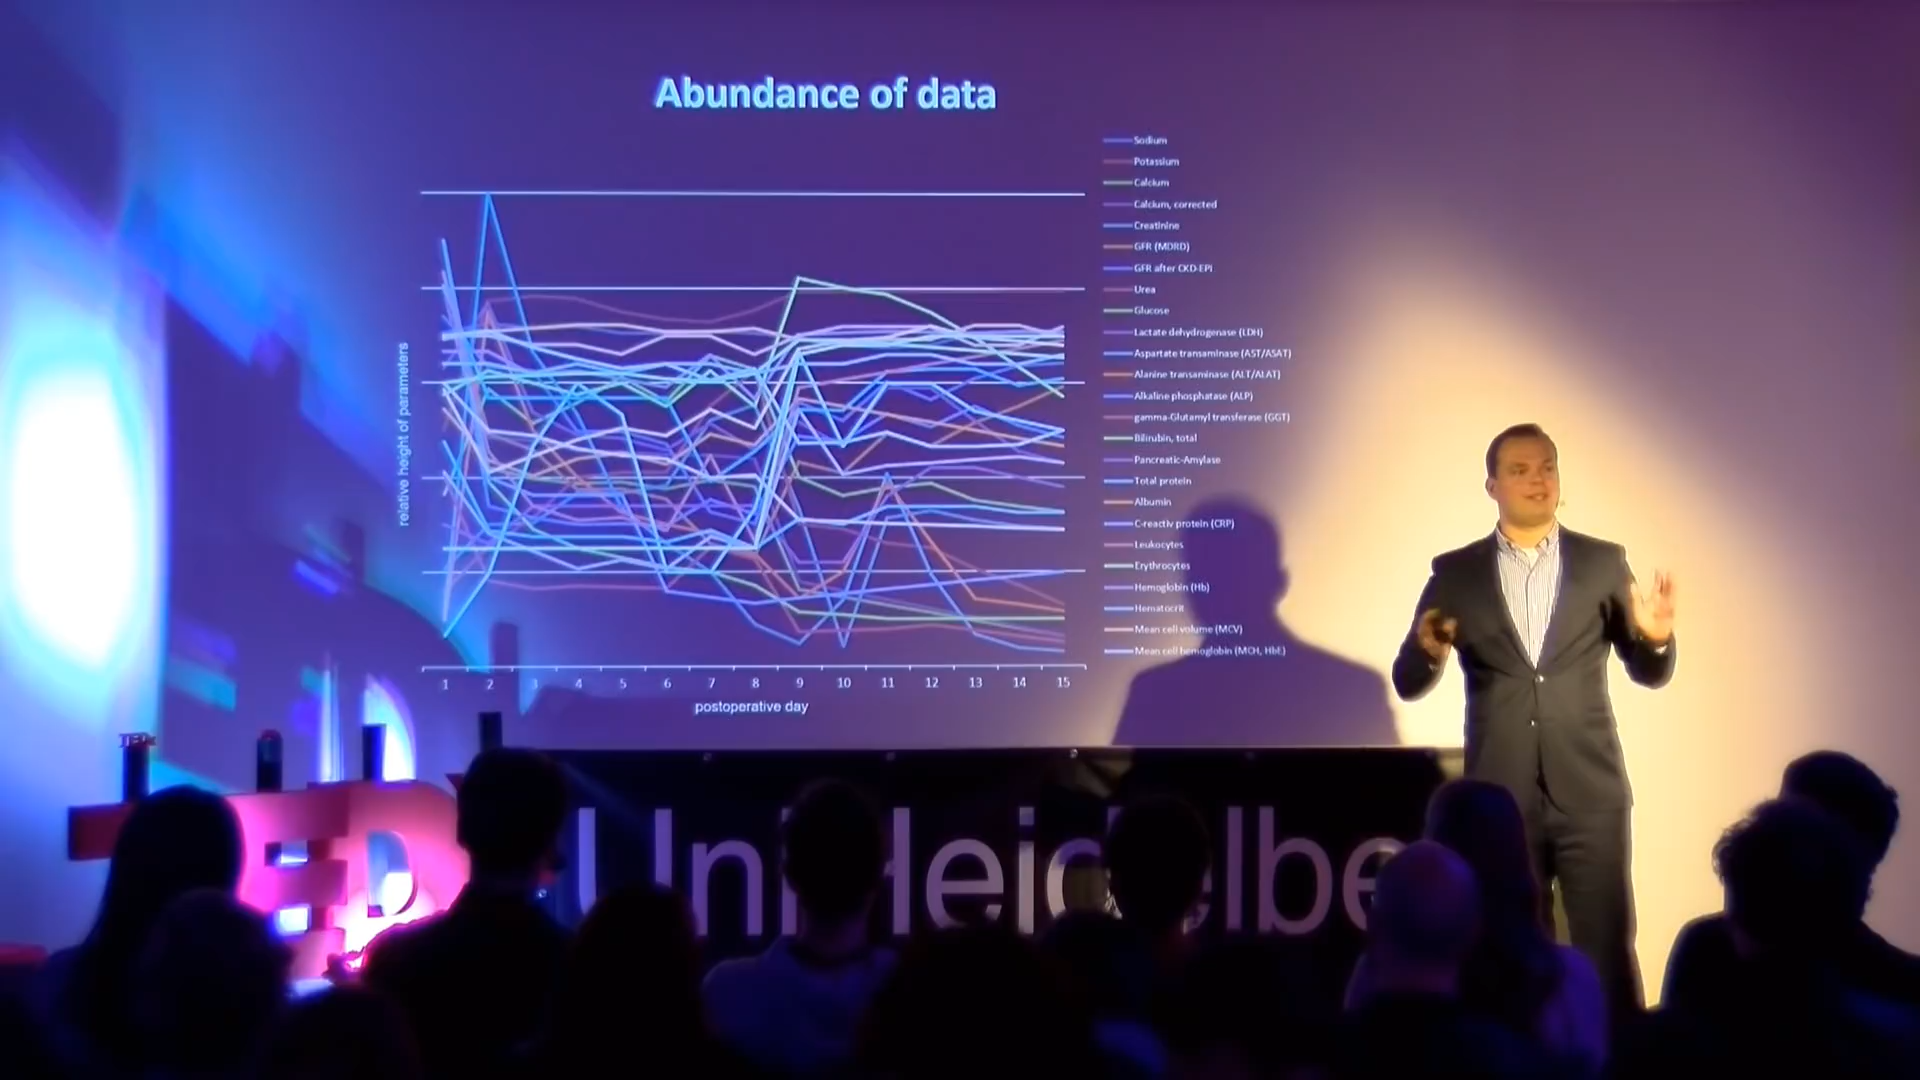 Abundance of data
Sodium
Potassium
Calcium
Calcium, corrected
Creatinine
GFR (MDRD)
GFR after CKD-EPI
Urea
Glucose
Lactate dehydrogenase (LDH)
Aspartate transaminase (AST/ASAT)
Alanine transaminase (ALT/ALAT)
Alkaline phosphatase (ALP)
gamma-Glutamyl transferase (GGT)
Bilirubin, total
Pancreatic-Amylase
Total protein
Albumin
C-reactiv protein (CRP)
Leukocytes
Erythrocytes
Hemoglobin (Hb)
Hematocrit
Mean cell volume (MCV)
Mean cell hemoglobin (MCH, HbE)
relative height of parameters
1 2 3 4 5 6 7 8 9 10 11 12 13 14 15
postoperative day
TED
UniHeidelbe